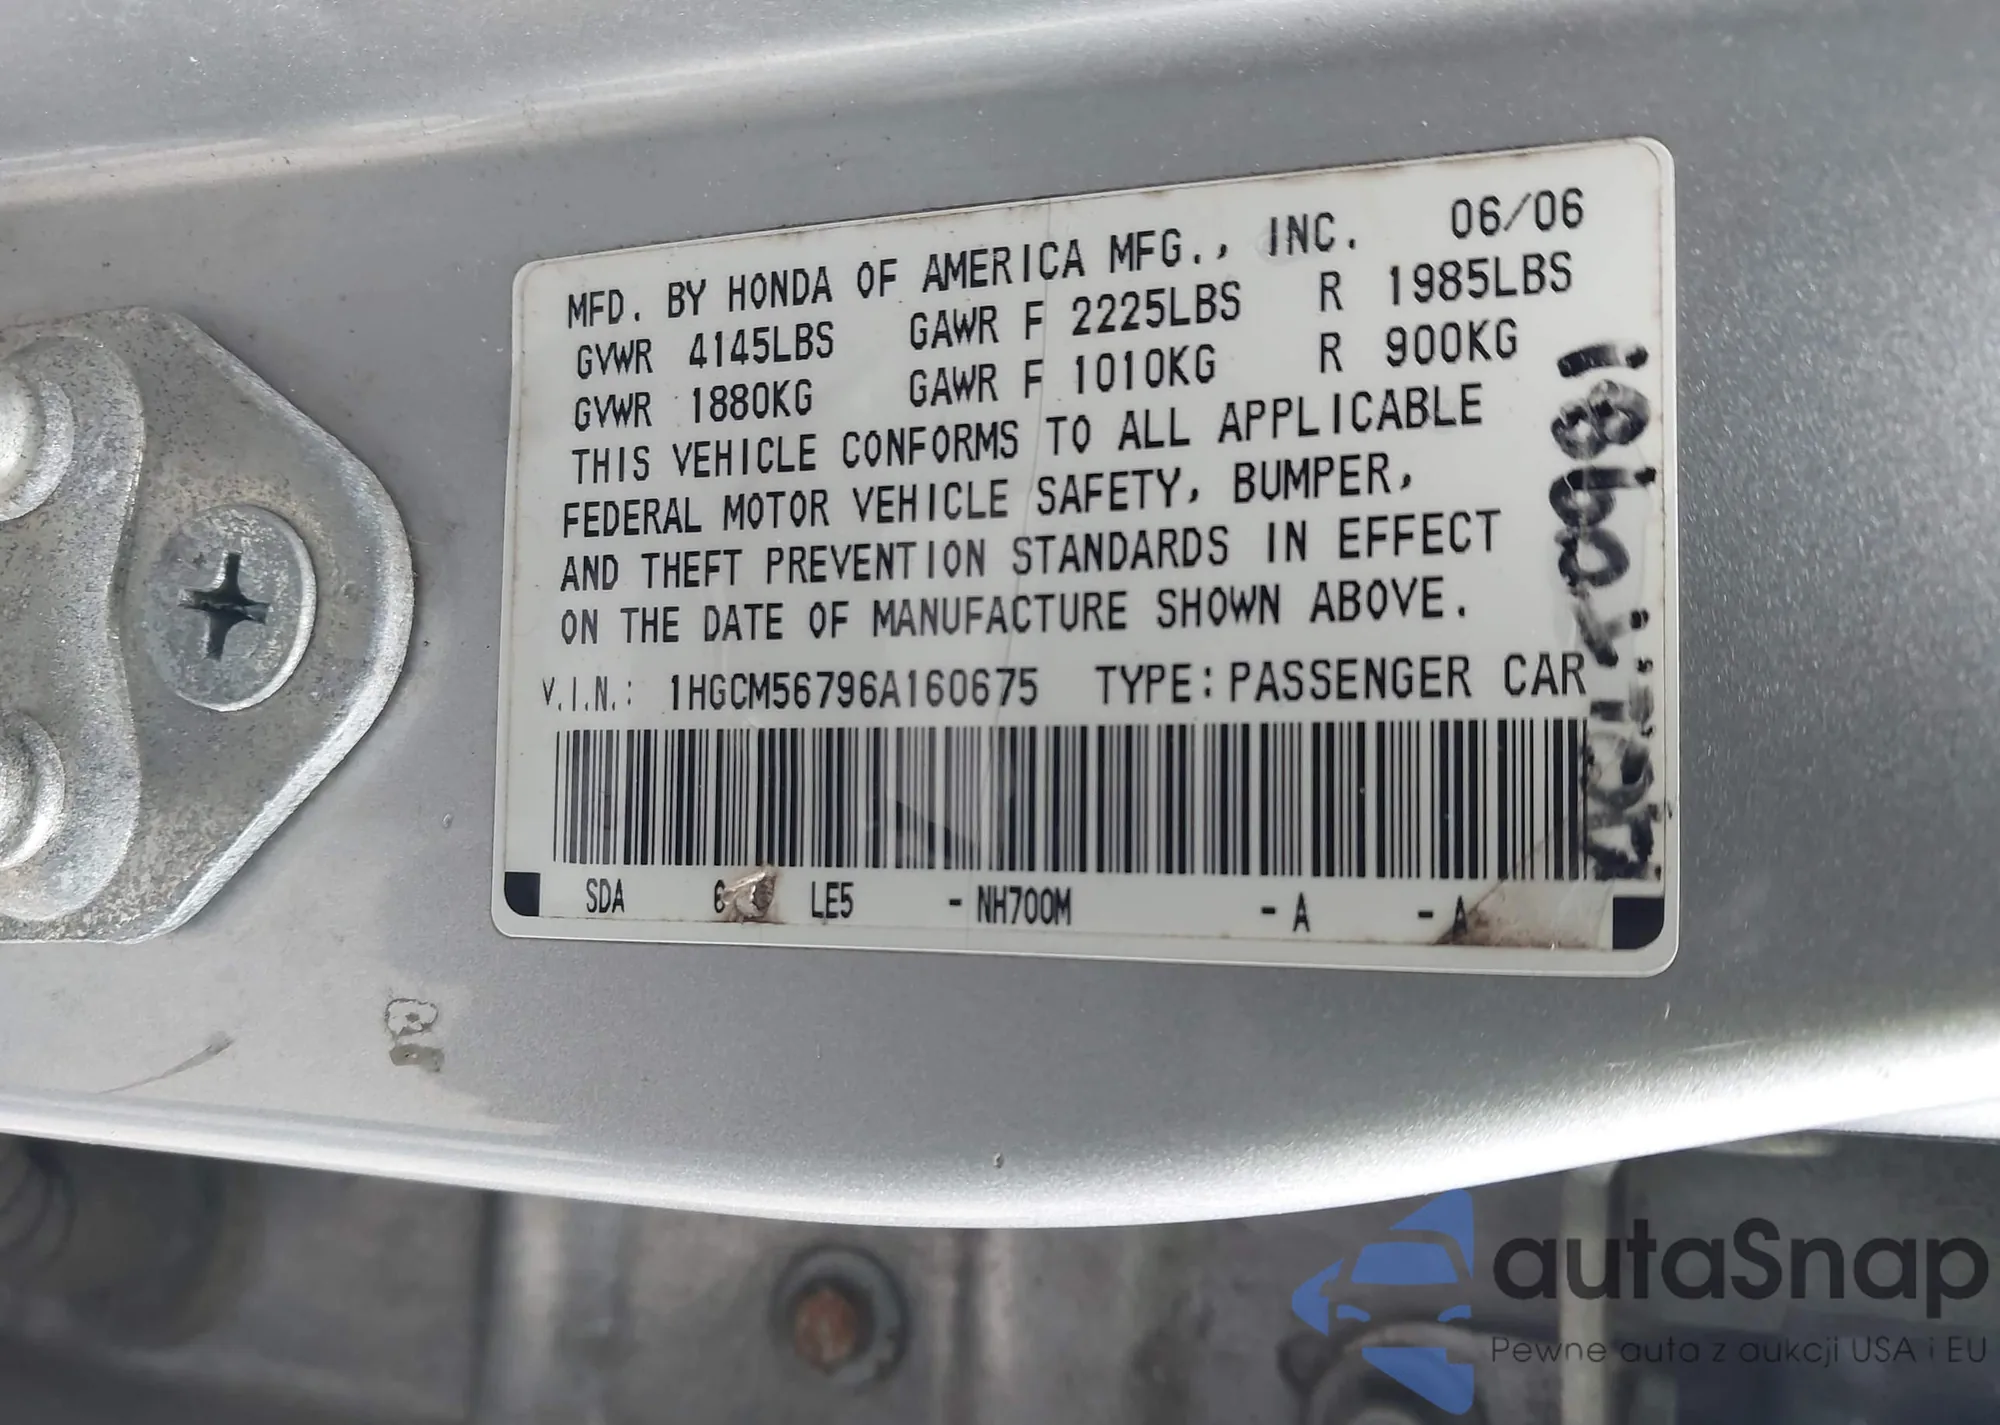 MFD. BY HONDA OF AMERICA MFG., INC. 06/06
GVWR 4145LBS GAWR F 2225LBS R 1985LBS
GVWR 1880KG GAWR F 1010KG R 900KG
THIS VEHICLE CONFORMS TO ALL APPLICABLE
FEDERAL MOTOR VEHICLE SAFETY, BUMPER,
AND THEFT PREVENTION STANDARDS IN EFFECT
ON THE DATE OF MANUFACTURE SHOWN ABOVE.
V.I.N.: 1HGCM56796A160675 TYPE: PASSENGER CAR
SDA 6 LE5 - NH700M - A - A
autaSnap
Pewne auta z aukcji USA i EU